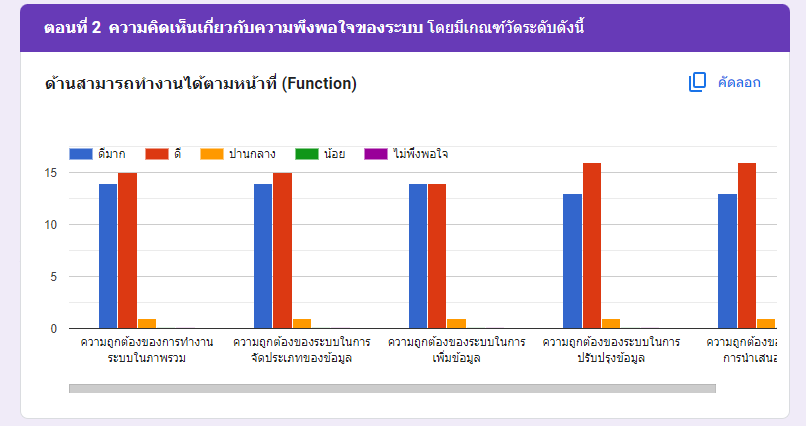 ตอนที่ 2 ความคิดเห็นเกี่ยวกับความพึงพอใจของระบบ โดยมีเกณฑ์วัดระดับดังนี้
ด้านสามารถทำงานได้ตามหน้าที่ (Function)
คัดลอก
ดีมาก ดี ปานกลาง น้อย ไม่พึงพอใจ
15
10
5
0
ความถูกต้องของการทำงาน
ระบบในภาพรวม
ความถูกต้องของระบบในการ
จัดประเภทของข้อมูล
ความถูกต้องของระบบในการ
เพิ่มข้อมูล
ความถูกต้องของระบบในการ
ปรับปรุงข้อมูล
ความถูกต้อง
การนำเสนอ